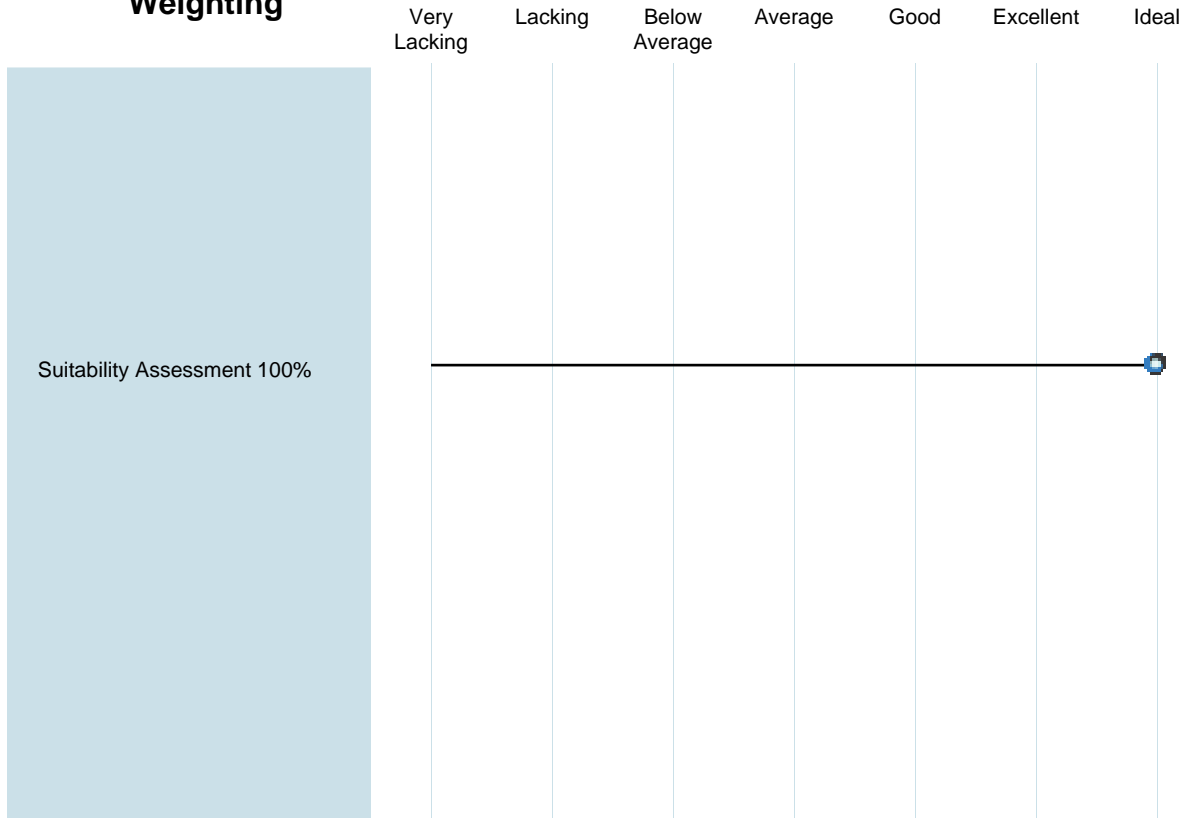 Weighting
Very Lacking Below Average Good Excellent Ideal
Lacking Average
Suitability Assessment 100%